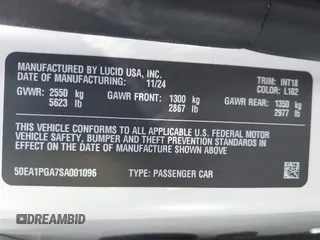 MANUFACTURED BY LUCID USA, INC.
DATE OF MANUFACTURING: 11/24
TRIM: INT18
COLOR: L102
GVWR: 2550 kg
5623 lb
GAWR FRONT: 1300 kg
2867 lb
GAWR REAR: 1350 kg
2977 lb
THIS VEHICLE CONFORMS TO ALL APPLICABLE U.S. FEDERAL MOTOR
VEHICLE SAFETY, BUMPER AND THEFT PREVENTION STANDARDS IN
EFFECT ON THE DATE OF MANUFACTURE SHOWN ABOVE.
50EA1PGA7SA001096
TYPE: PASSENGER CAR